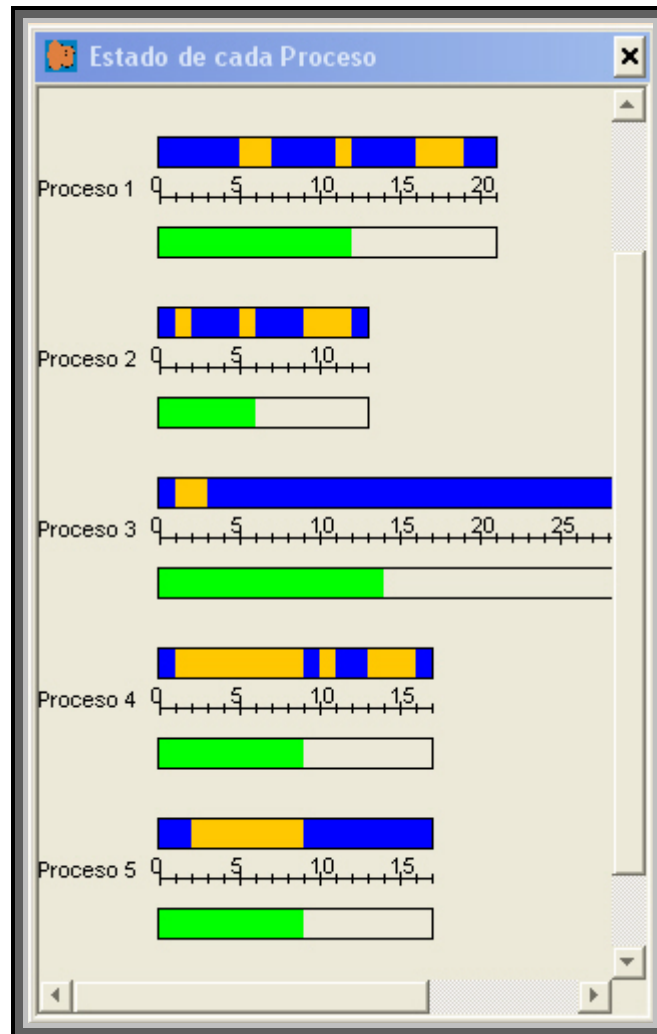 Estado de cada Proceso
Proceso 1 0 5 10 15 20
Proceso 2 0 5 10
Proceso 3 0 5 10 15 20 25
Proceso 4 0 5 10 15
Proceso 5 0 5 10 15